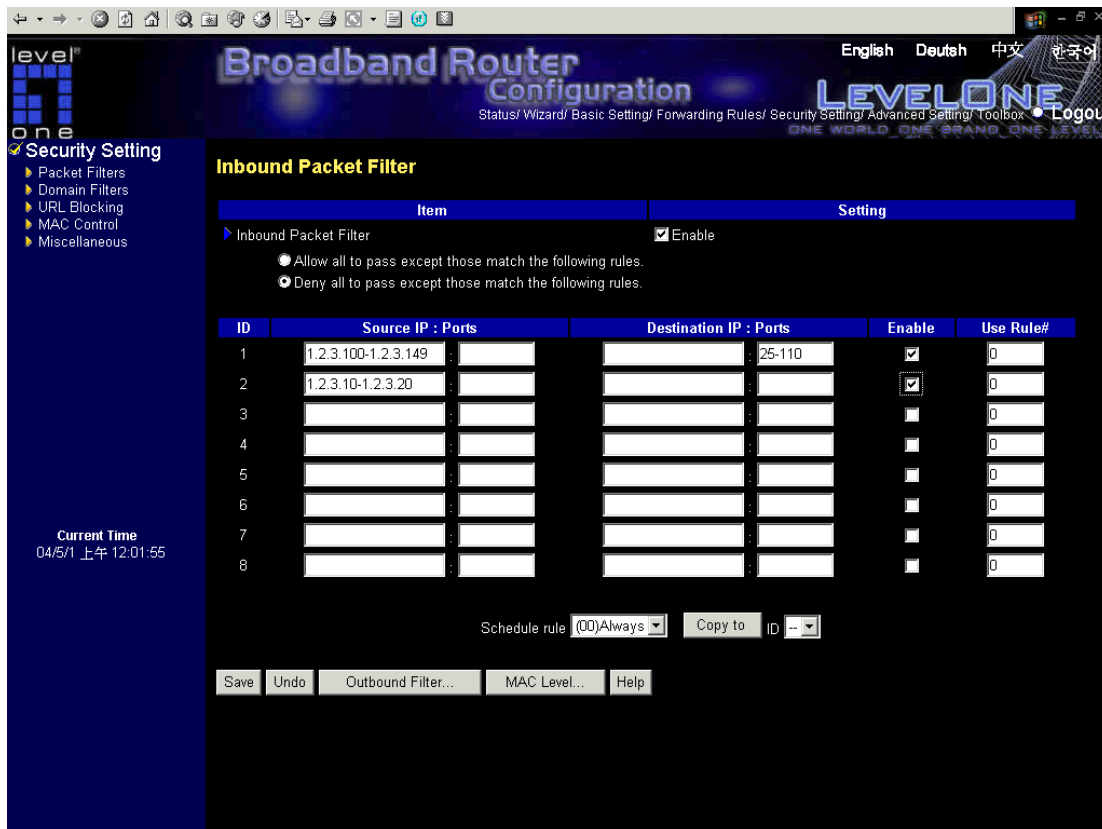 level®
one
Broadband Router
Configuration
English Deutsh 中文 한국어
LEVELONE
Status/ Wizard/ Basic Setting/ Forwarding Rules/ Security Setting/ Advanced Setting/ Toolbox Logou
ONE WORLD_ONE BRAND_ONE LEVEL
Security Setting
Packet Filters
Domain Filters
URL Blocking
MAC Control
Miscellaneous
Current Time
04/5/1 上午 12:01:55
Inbound Packet Filter
Item Setting
Inbound Packet Filter Enable
Allow all to pass except those match the following rules.
Deny all to pass except those match the following rules.
ID Source IP : Ports Destination IP : Ports Enable Use Rule#
1 1.2.3.100-1.2.3.149 : : 25-110 0
2 1.2.3.10-1.2.3.20 : : 0
3 : : 0
4 : : 0
5 : : 0
6 : : 0
7 : : 0
8 : : 0
Schedule rule (00)Always Copy to ID --
Save Undo Outbound Filter... MAC Level... Help